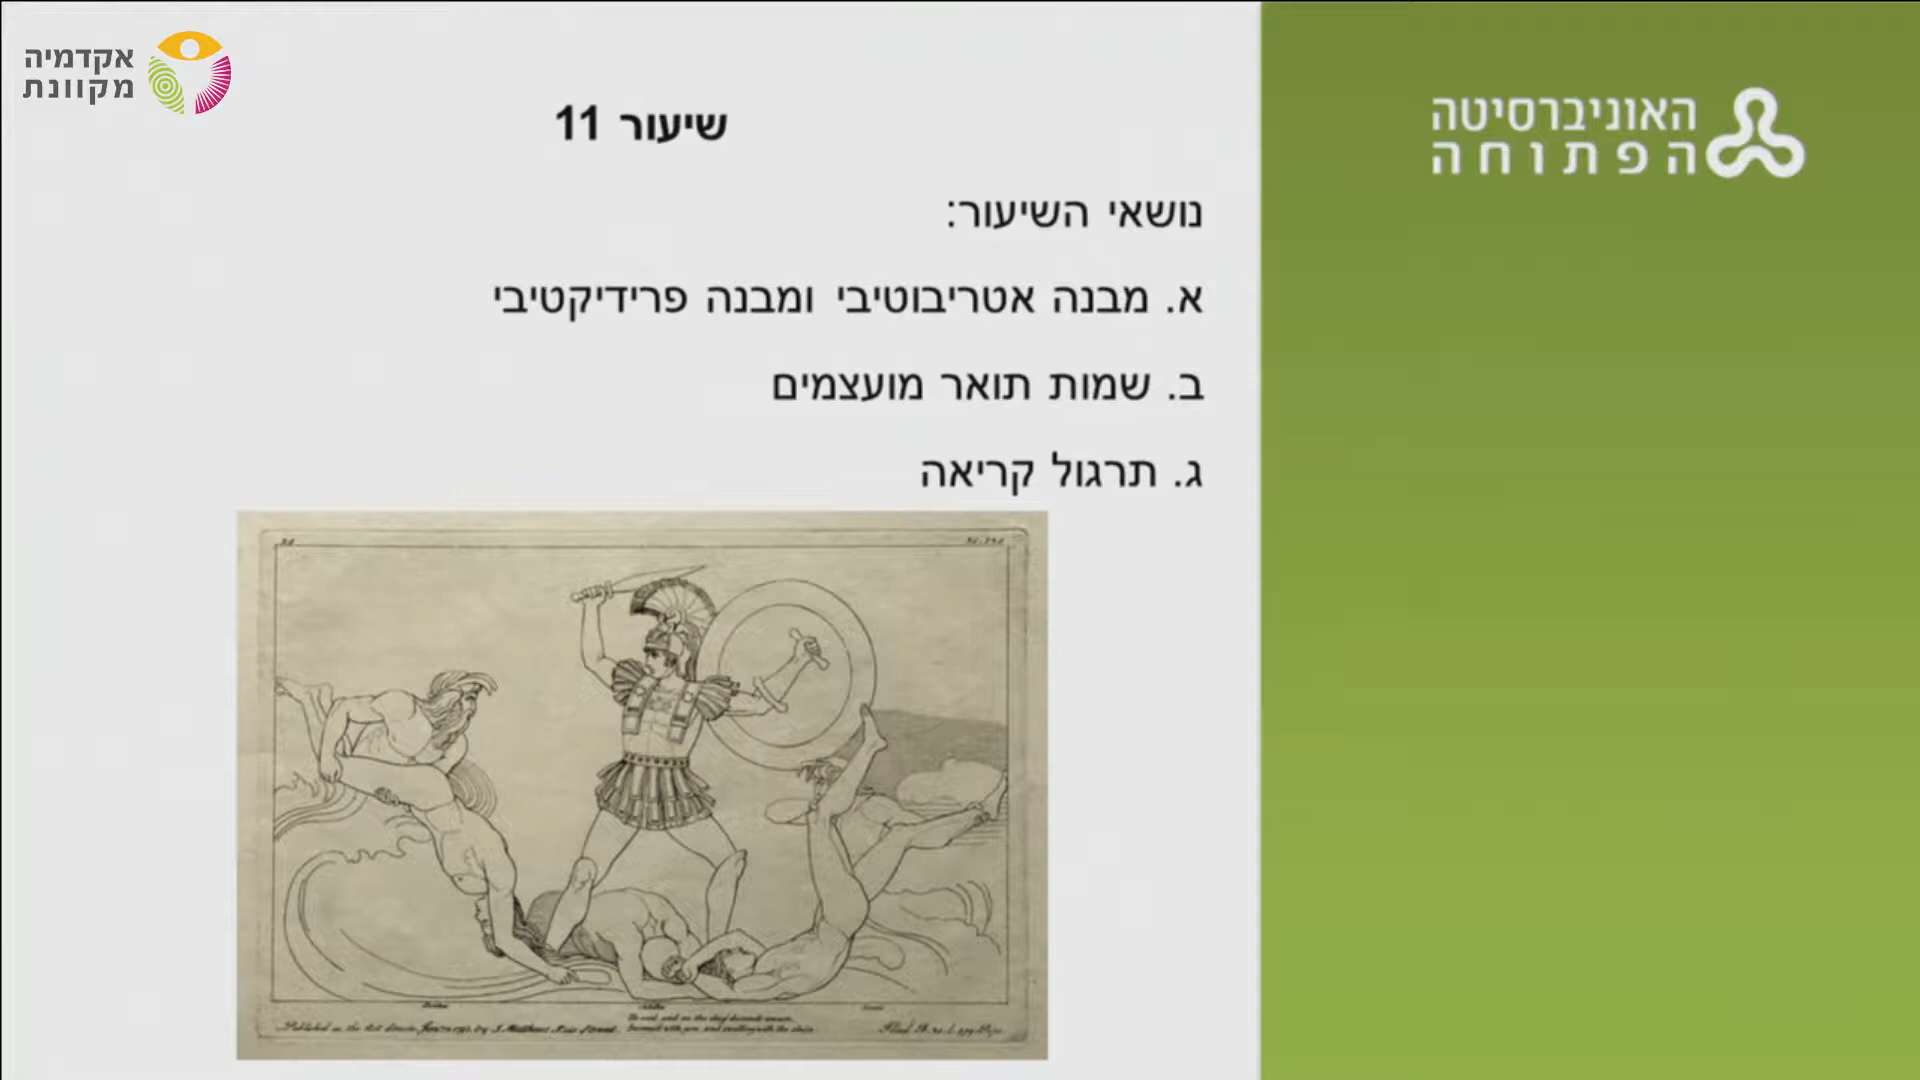 אקדמיה
מקוונת
האוניברסיטה
הפתוחה
שיעור 11
נושאי השיעור:
א. מבנה אטריבוטיבי ומבנה פרידיקטיבי
ב. שמות תואר מועצמים
ג. תרגול קריאה